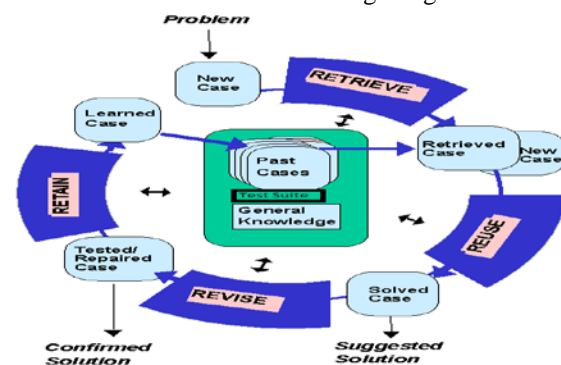 Problem
New
Case
RETRIEVE
Learned
Case
Past
Cases
Retrieved
Case
New
Case
Test Suite
General
Knowledge
RETAIN
REUSE
Tested/
Repaired
Case
REVISE
Solved
Case
Confirmed
Solution
Suggested
Solution